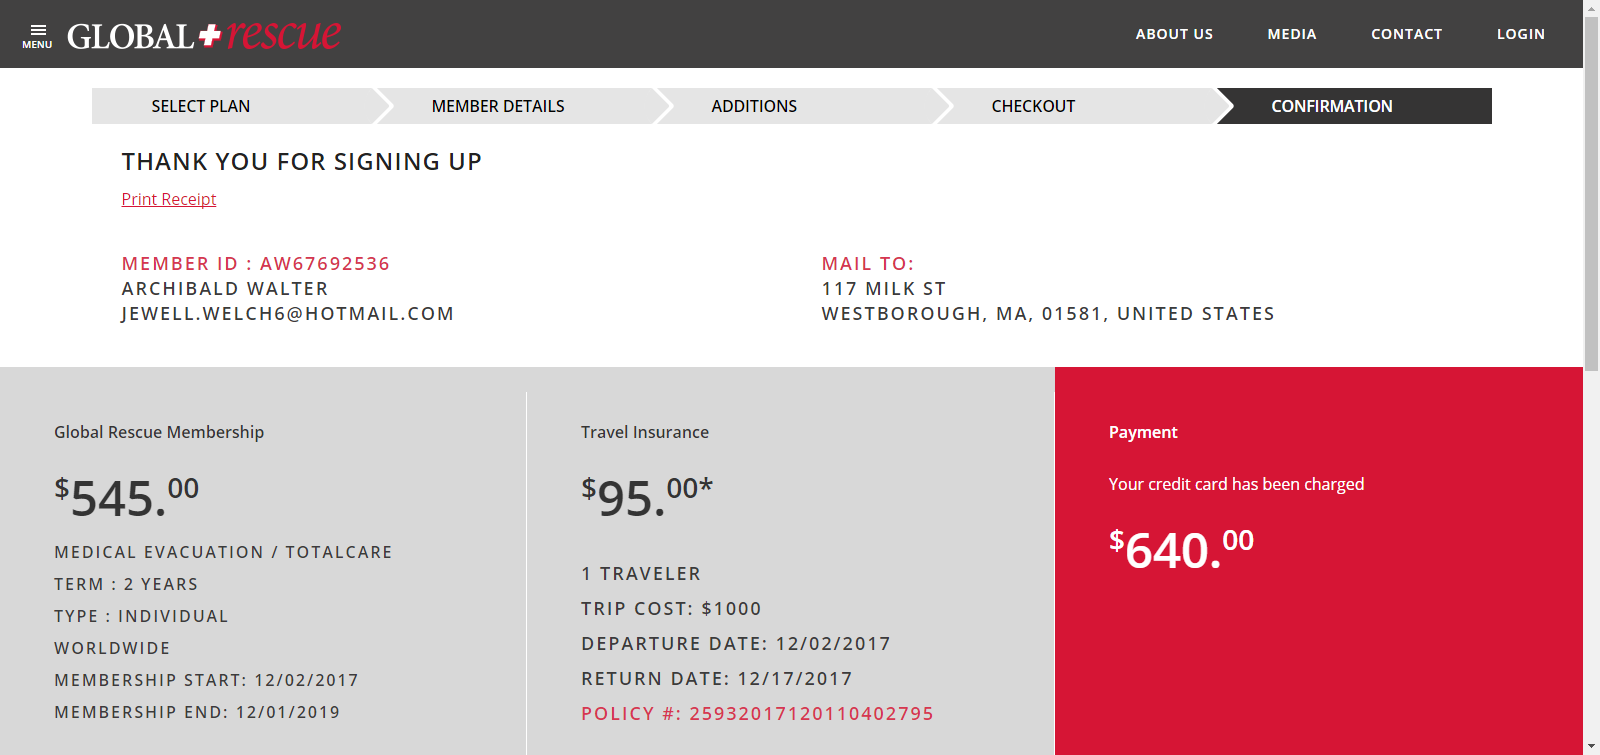 MENU GLOBAL rescue ABOUT US MEDIA CONTACT LOGIN
SELECT PLAN MEMBER DETAILS ADDITIONS CHECKOUT CONFIRMATION
THANK YOU FOR SIGNING UP
Print Receipt
MEMBER ID : AW67692536
ARCHIBALD WALTER
JEWELL.WELCH6@HOTMAIL.COM
MAIL TO:
117 MILK ST
WESTBOROUGH, MA, 01581, UNITED STATES
Global Rescue Membership
$545.00
MEDICAL EVACUATION / TOTALCARE
TERM : 2 YEARS
TYPE : INDIVIDUAL
WORLDWIDE
MEMBERSHIP START: 12/02/2017
MEMBERSHIP END: 12/01/2019
Travel Insurance
$95.00*
1 TRAVELER
TRIP COST: $1000
DEPARTURE DATE: 12/02/2017
RETURN DATE: 12/17/2017
POLICY #: 25932017120110402795
Payment
Your credit card has been charged
$640.00